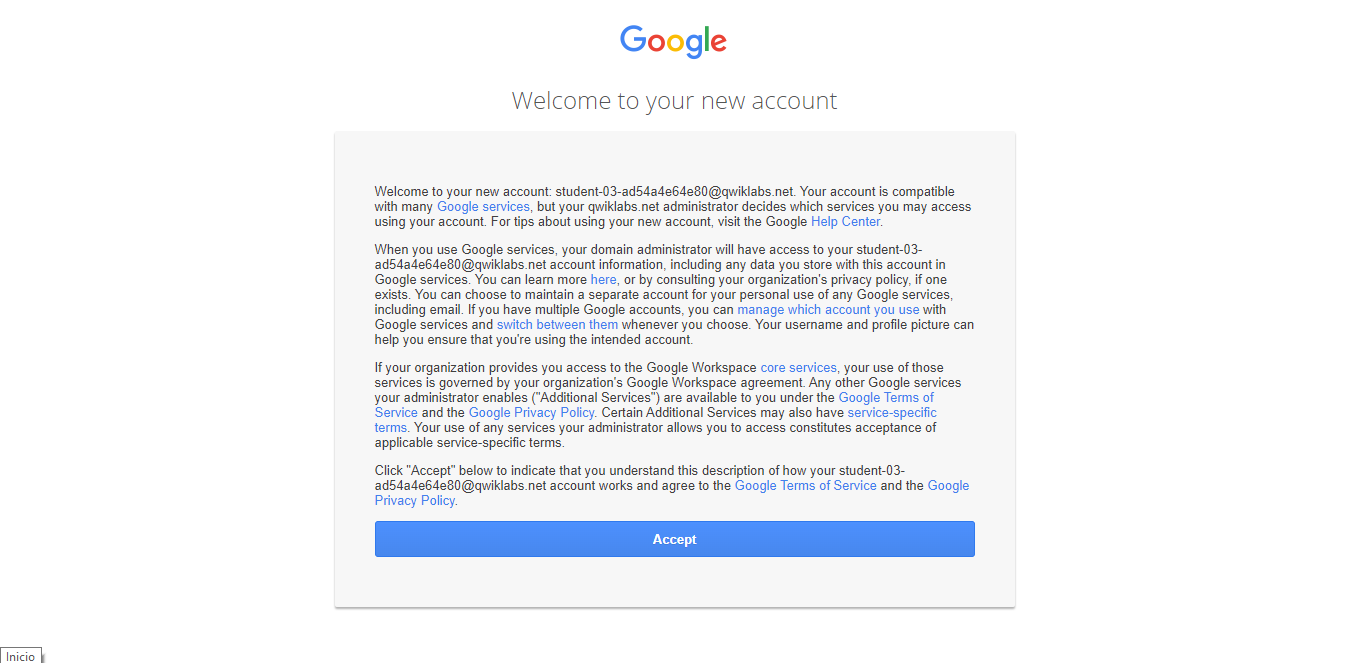 Google
Welcome to your new account
Welcome to your new account: student-03-ad54a4e64e80@qwiklabs.net. Your account is compatible
with many Google services, but your qwiklabs.net administrator decides which services you may access
using your account. For tips about using your new account, visit the Google Help Center.
When you use Google services, your domain administrator will have access to your student-03-
ad54a4e64e80@qwiklabs.net account information, including any data you store with this account in
Google services. You can learn more here, or by consulting your organization's privacy policy, if one
exists. You can choose to maintain a separate account for your personal use of any Google services,
including email. If you have multiple Google accounts, you can manage which account you use with
Google services and switch between them whenever you choose. Your username and profile picture can
help you ensure that you're using the intended account.
If your organization provides you access to the Google Workspace core services, your use of those
services is governed by your organization's Google Workspace agreement. Any other Google services
your administrator enables ("Additional Services") are available to you under the Google Terms of
Service and the Google Privacy Policy. Certain Additional Services may also have service-specific
terms. Your use of any services your administrator allows you to access constitutes acceptance of
applicable service-specific terms.
Click "Accept" below to indicate that you understand this description of how your student-03-
ad54a4e64e80@qwiklabs.net account works and agree to the Google Terms of Service and the Google
Privacy Policy.
Accept
Inicio